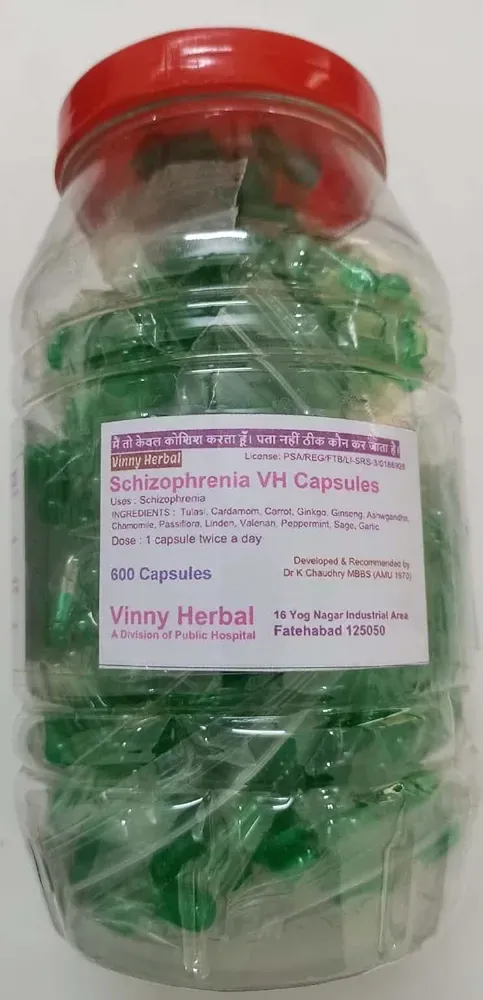 मैं तो केवल कोशिश करता हूँ। पता नहीं ठीक कौन कर जाता है।
Vinny Herbal License: PSA/REG/FTB/LI-SRS-3/0186928
Schizophrenia VH Capsules
Uses : Schizophrenia
INGREDIENTS : Tulasi, Cardamom, Carrot, Ginkgo, Ginseng, Ashwgandha,
Chamomile, Passiflora, Linden, Valerian, Peppermint, Sage, Garlic
Dose : 1 capsule twice a day
600 Capsules
Developed & Recommended by
Dr K Chaudhry MBBS (AMU 1970)
Vinny Herbal
A Division of Public Hospital
16 Yog Nagar Industrial Area
Fatehabad 125050